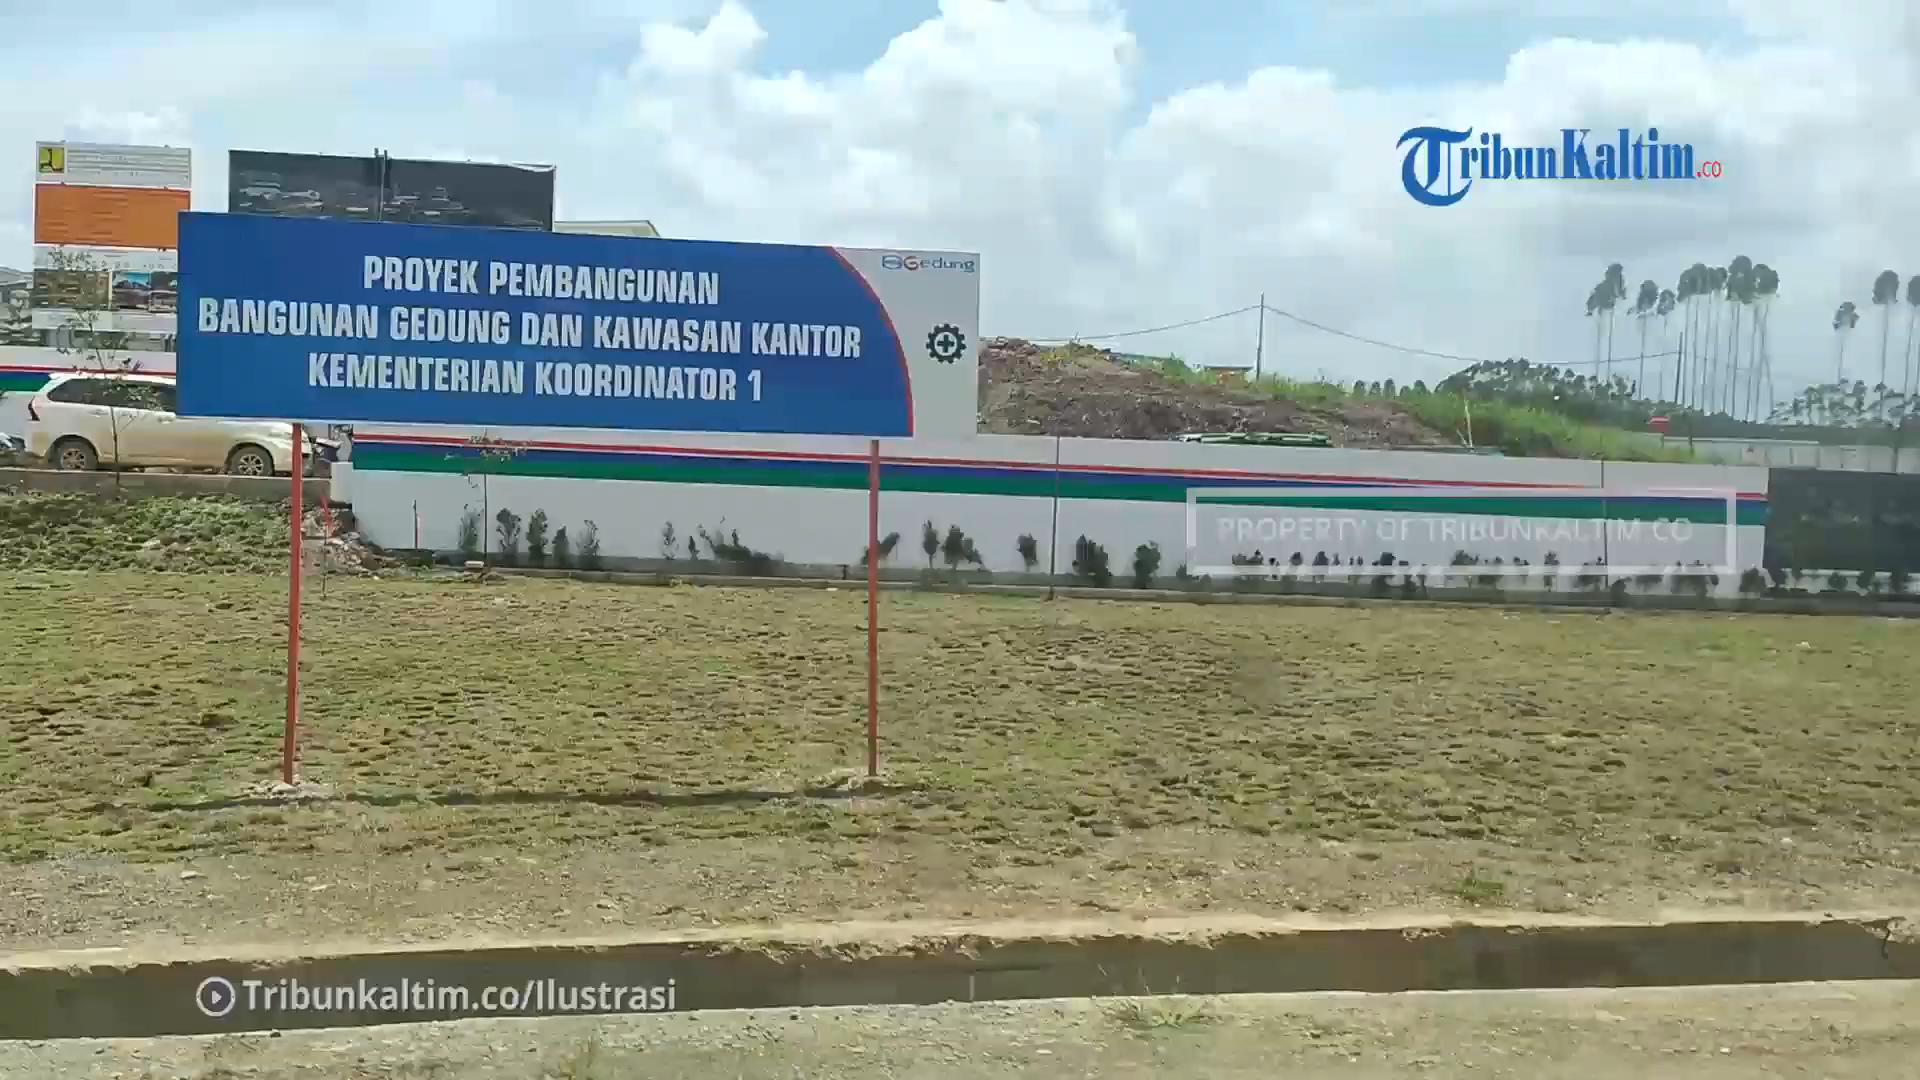 TribunKaltim.co
PROYEK PEMBANGUNAN
BANGUNAN GEDUNG DAN KAWASAN KANTOR
KEMENTERIAN KOORDINATOR 1
Gedung
PROPERTY OF TRIBUNKALTIM.CO
Tribunkaltim.co/Ilustrasi